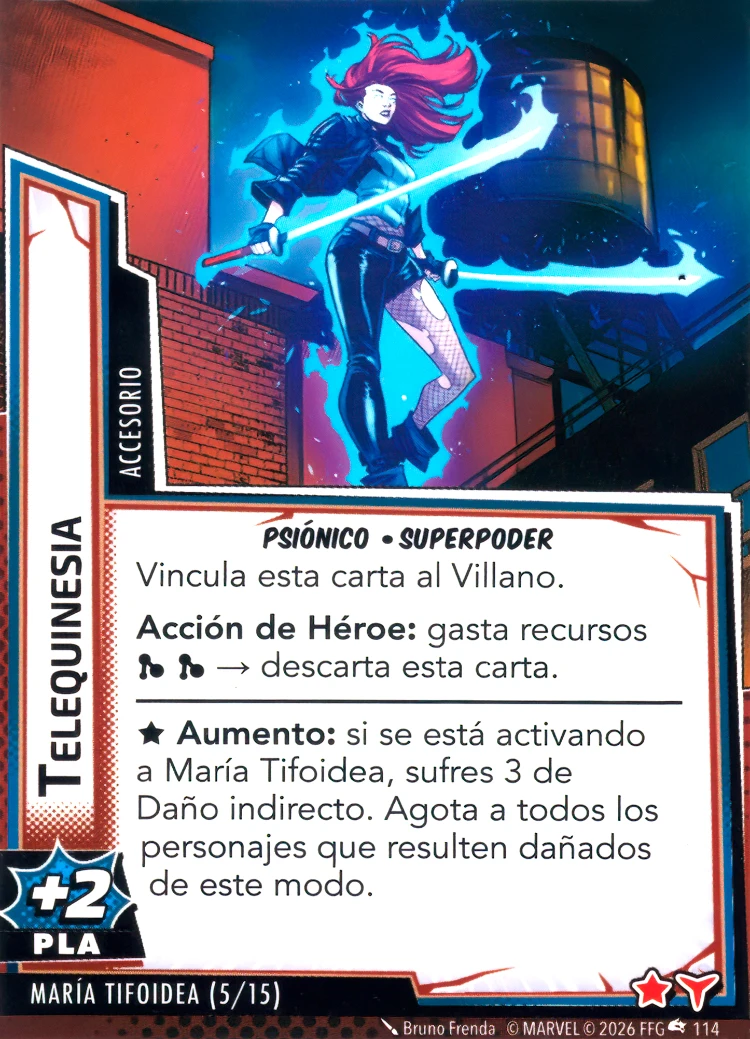 ACCESORIO
TELEQUINESIA
PSIÓNICO • SUPERPODER
Vincula esta carta al Villano.
Acción de Héroe: gasta recursos
→ descarta esta carta.
★ Aumento: si se está activando
a María Tifoidea, sufres 3 de
Daño indirecto. Agota a todos los
personajes que resulten dañados
de este modo.
+2
PLA
MARÍA TIFOIDEA (5/15)
Bruno Frenda © MARVEL © 2026 FFG 114